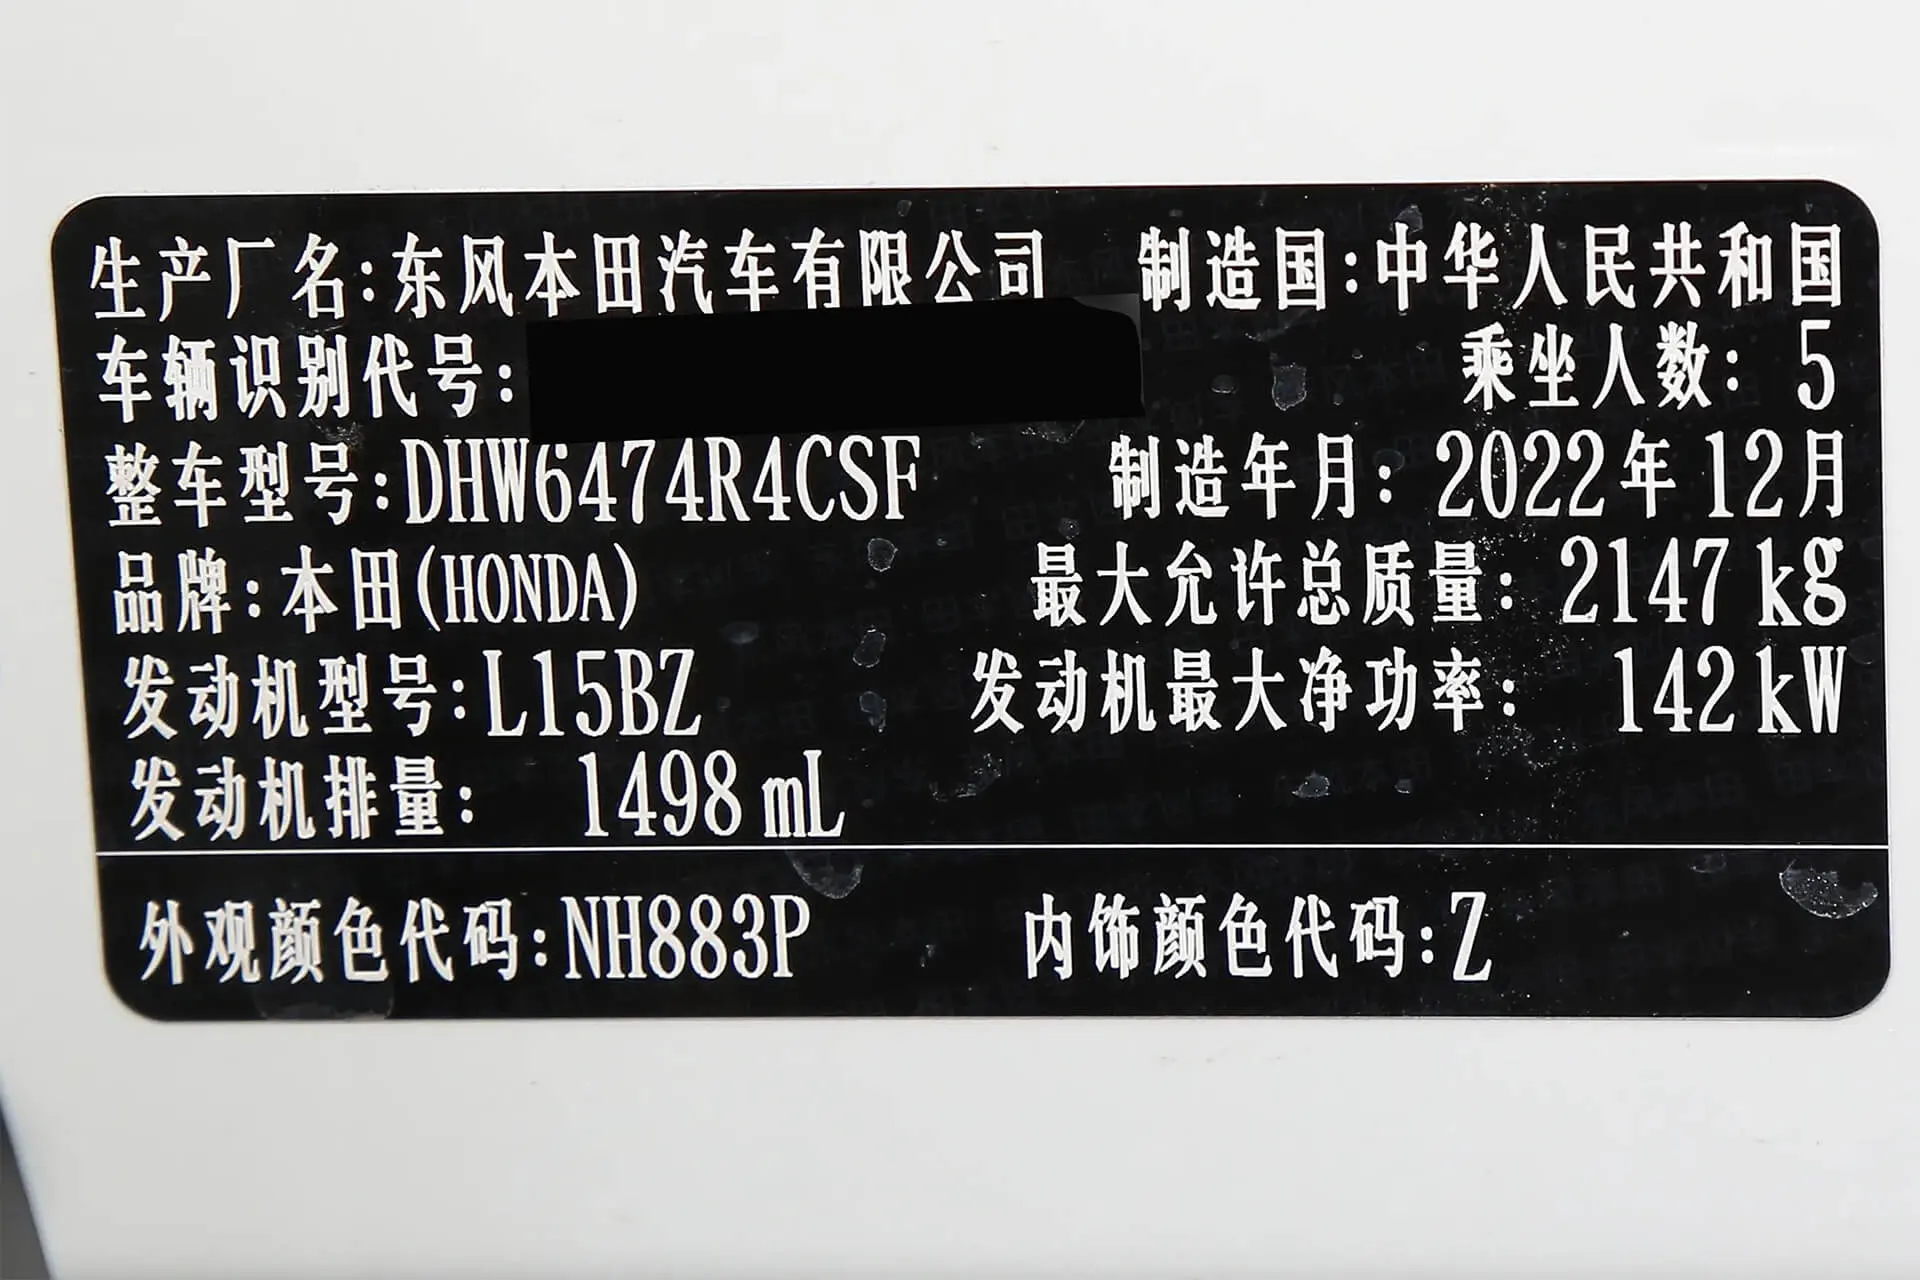 生产厂名:东风本田汽车有限公司 制造国:中华人民共和国
车辆识别代号: 乘坐人数: 5
整车型号:DHW6474R4CSF 制造年月: 2022年12月
品牌:本田(HONDA) 最大允许总质量: 2147 kg
发动机型号:L15BZ 发动机最大净功率: 142 kW
发动机排量: 1498 mL
外观颜色代码:NH883P 内饰颜色代码:Z